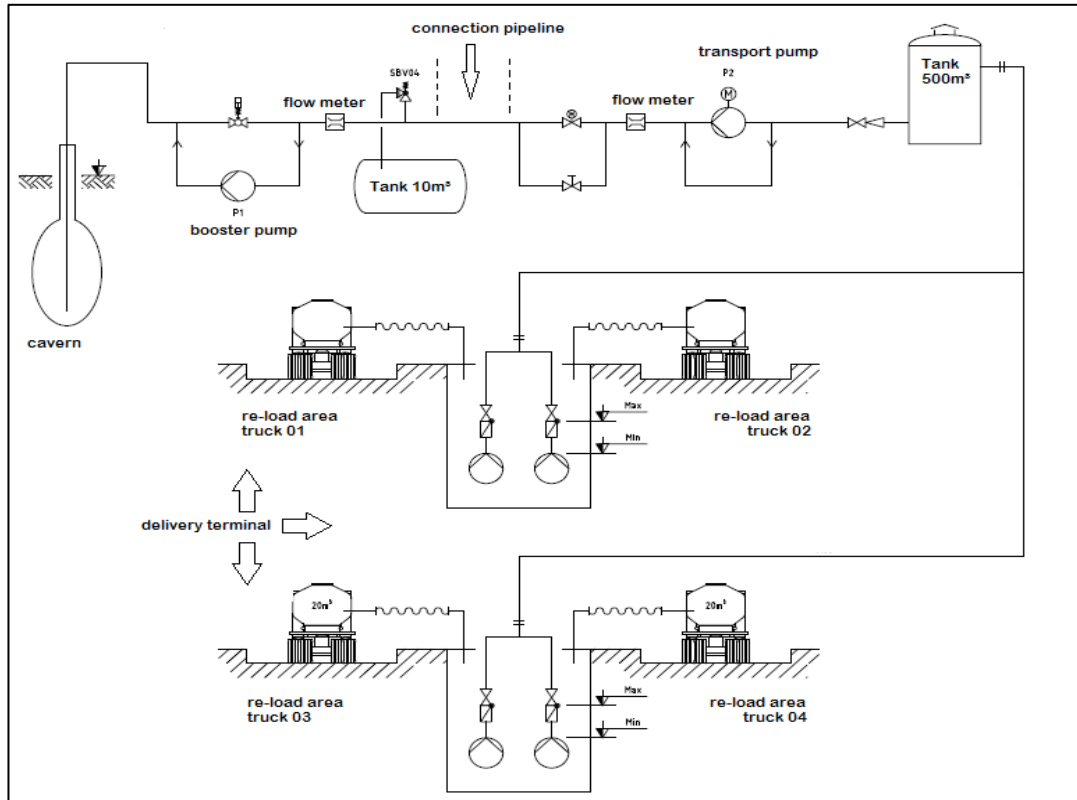 connection pipeline
transport pump
P2
M
Tank
500m³
SBV04
flow meter
flow meter
Tank 10m³
P1
booster pump
cavern
re-load area
truck 01
Max
Min
re-load area
truck 02
delivery terminal
20m³
20m³
re-load area
truck 03
Max
Min
re-load area
truck 04